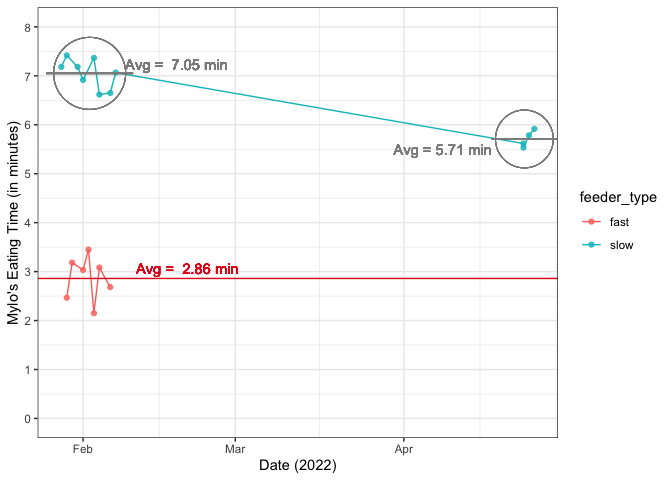 8
7
6
5
4
3
2
1
0
Mylo's Eating Time (in minutes)
Avg =  7.05 min
Avg = 5.71 min
Avg =  2.86 min
Feb
Mar
Apr
Date (2022)
feeder_type
fast
slow